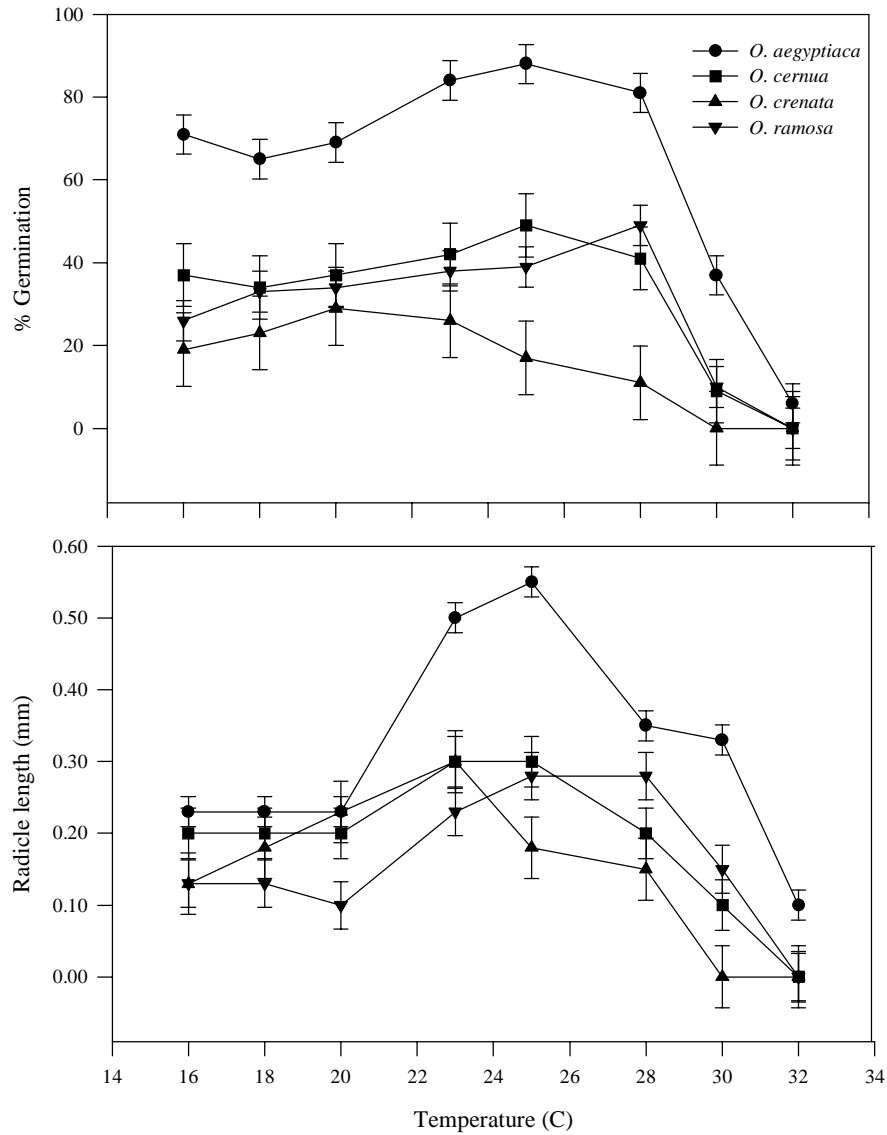 100
80
60
40
20
0
% Germination
O. aegyptiaca
O. cernua
O. crenata
O. ramosa
0.60
0.50
0.40
0.30
0.20
0.10
0.00
Radicle length (mm)
14 16 18 20 22 24 26 28 30 32 34
Temperature (C)